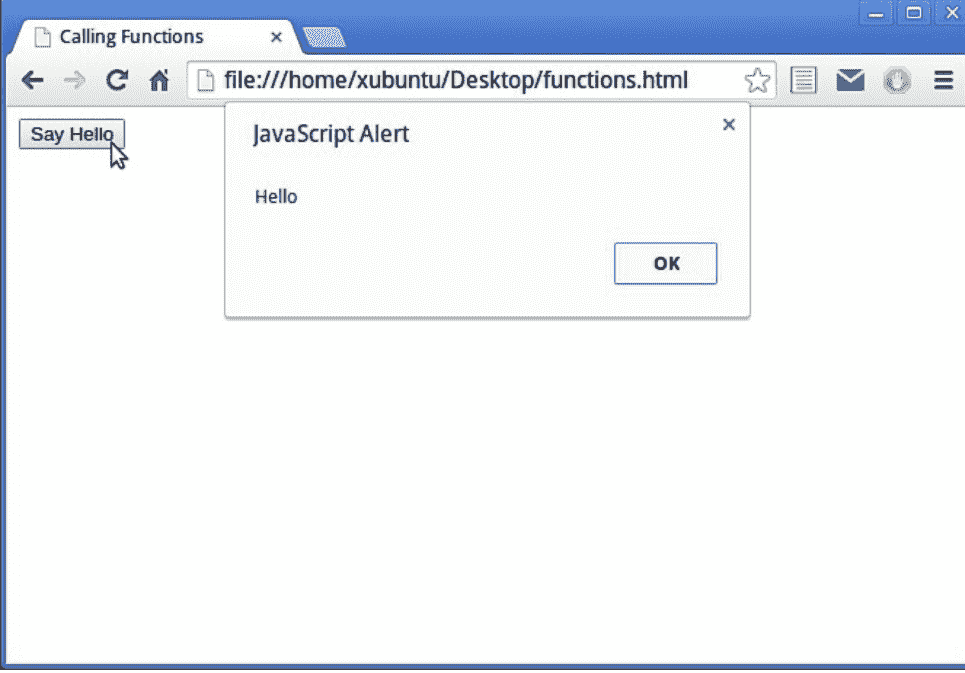 Calling Functions
file:///home/xubuntu/Desktop/functions.html
Say Hello
JavaScript Alert
Hello
OK